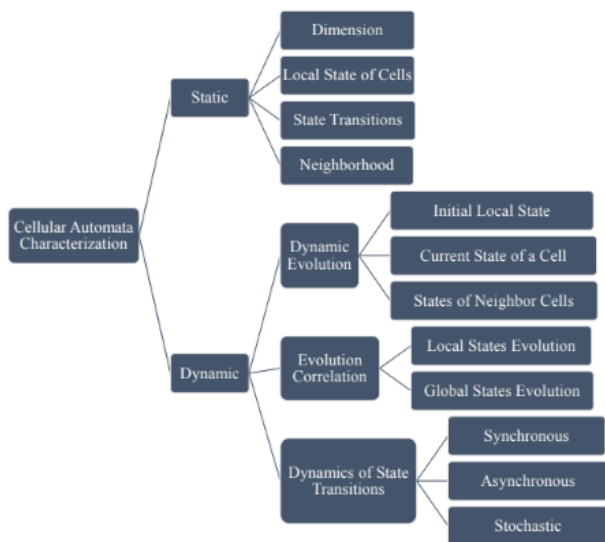 Cellular Automata
Characterization
Static
Dimension
Local State of Cells
State Transitions
Neighborhood
Dynamic
Dynamic
Evolution
Initial Local State
Current State of a Cell
States of Neighbor Cells
Evolution
Correlation
Local States Evolution
Global States Evolution
Dynamics of State
Transitions
Synchronous
Asynchronous
Stochastic